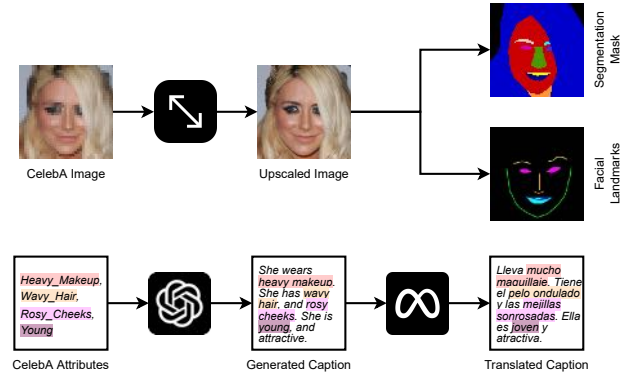 Segmentation
Mask
CelebA Image
Upscaled Image
Facial
Landmarks
Heavy_Makeup,
Wavy_Hair,
Rosy_Cheeks,
Young
She wears
heavy makeup.
She has wavy
hair, and rosy
cheeks. She is
young, and
attractive.
Lleva mucho
maquillaje. Tiene
el pelo ondulado
y las mejillas
sonrosadas. Ella
es joven y
atractiva.
CelebA Attributes
Generated Caption
Translated Caption